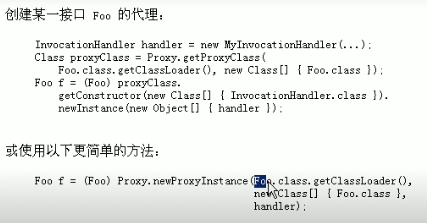 创建某一接口 Foo 的代理:
InvocationHandler handler = new MyInvocationHandler(...);
Class proxyClass = Proxy.getProxyClass(
Foo.class.getClassLoader(), new Class[] { Foo.class });
Foo f = (Foo) proxyClass.
getConstructor(new Class[] { InvocationHandler.class }).
newInstance(new Object[] { handler });
或使用以下更简单的方法:
Foo f = (Foo) Proxy.newProxyInstance(Foo.class.getClassLoader(),
new Class[] { Foo.class },
handler);